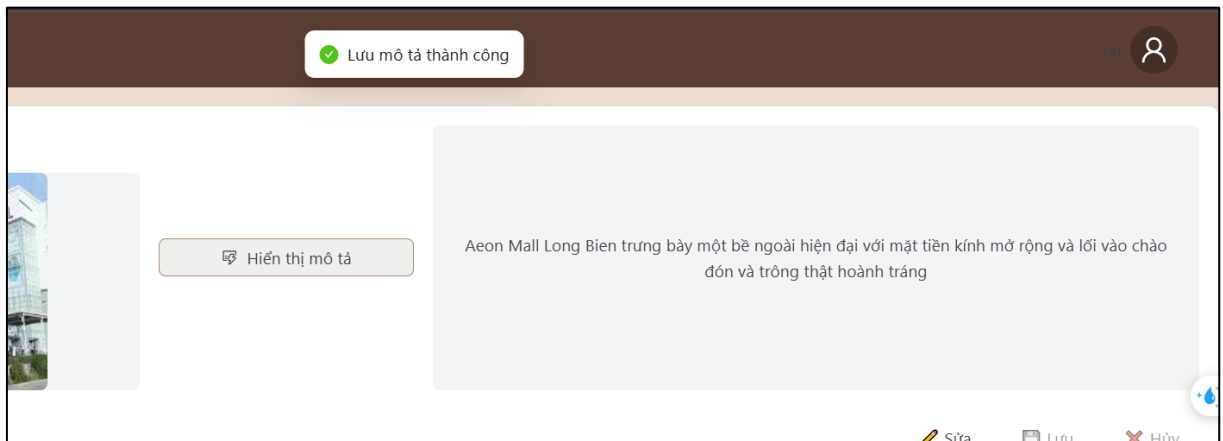 Lưu mô tả thành công
Hiển thị mô tả
Aeon Mall Long Bien trưng bày một bề ngoài hiện đại với mặt tiền kính mở rộng và lối vào chào
đón và trông thật hoành tráng
Sửa Lưu Hủy